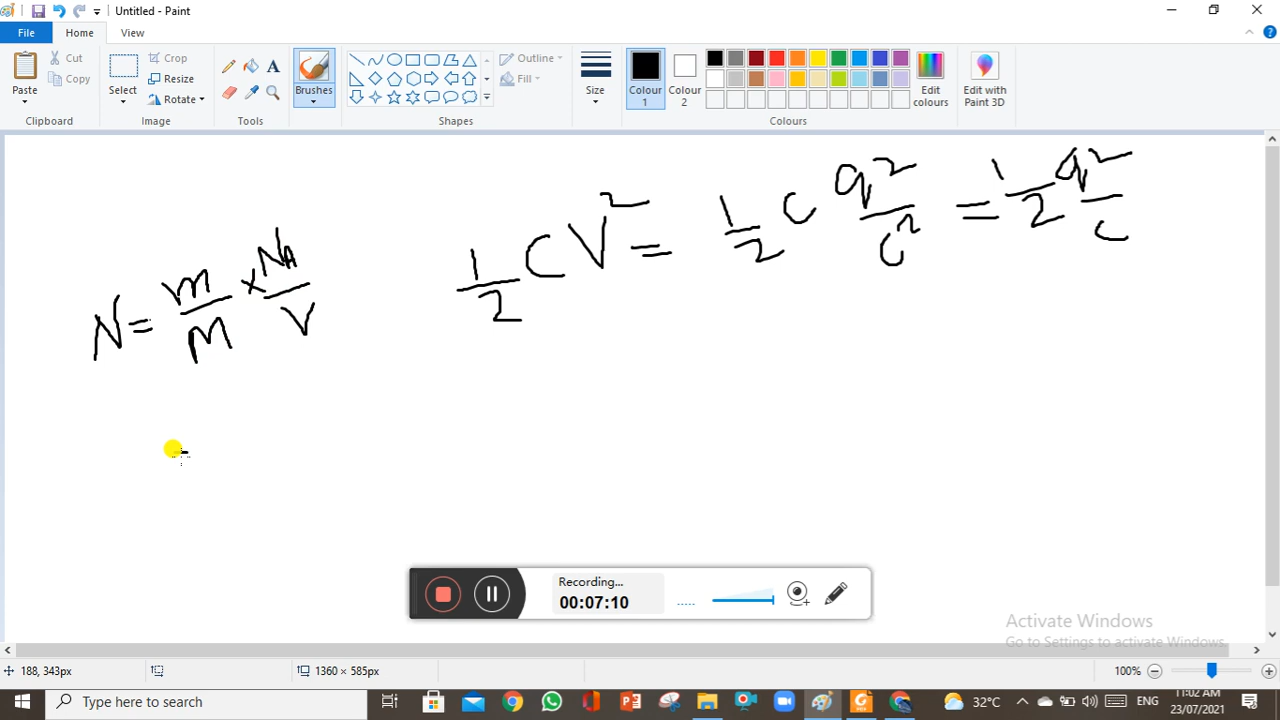 Untitled - Paint
File Home View
Paste Cut Copy Clipboard
Select Crop Resize Rotate Image
A Tools
Brushes
Outline Fill Shapes
Size
Colour 1 Colour 2 Edit colours Colours
Edit with Paint 3D
N = m/M × NA/V
1/2 CV² = 1/2 C q²/C² = 1/2 q²/C
Recording...
00:07:10
Activate Windows
Go to Settings to activate Windows.
188, 343px 1360 × 585px 100%
Type here to search 32°C ENG 11:02 AM 23/07/2021